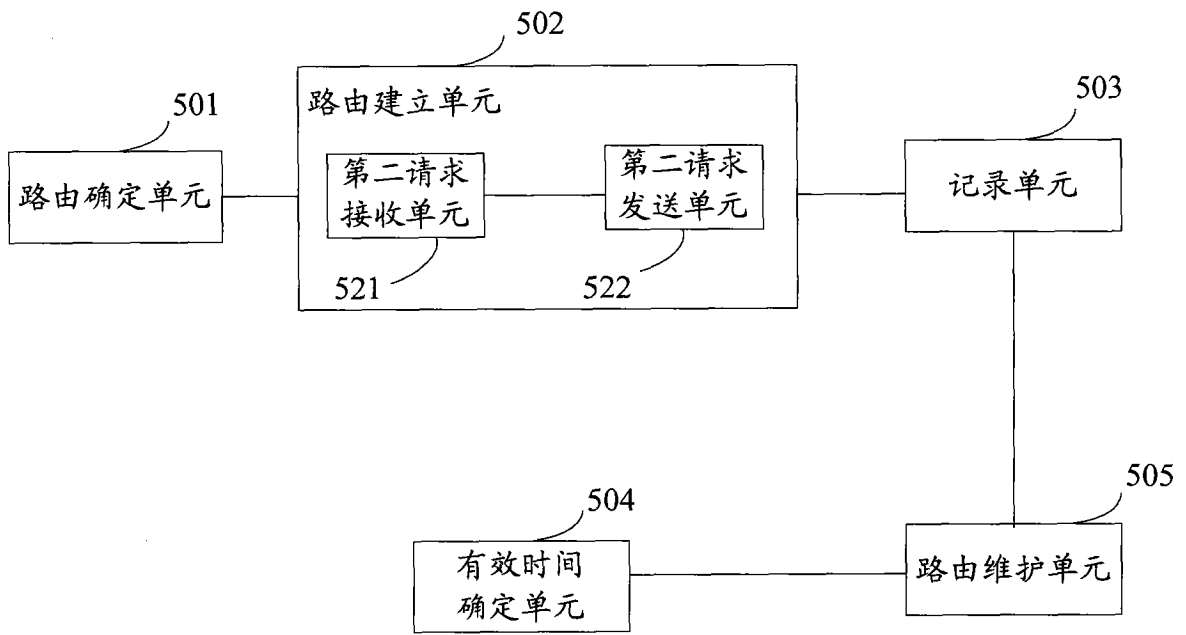 502
路由建立单元
501
路由确定单元
第二请求
接收单元
521
第二请求
发送单元
522
503
记录单元
504
有效时间
确定单元
505
路由维护单元